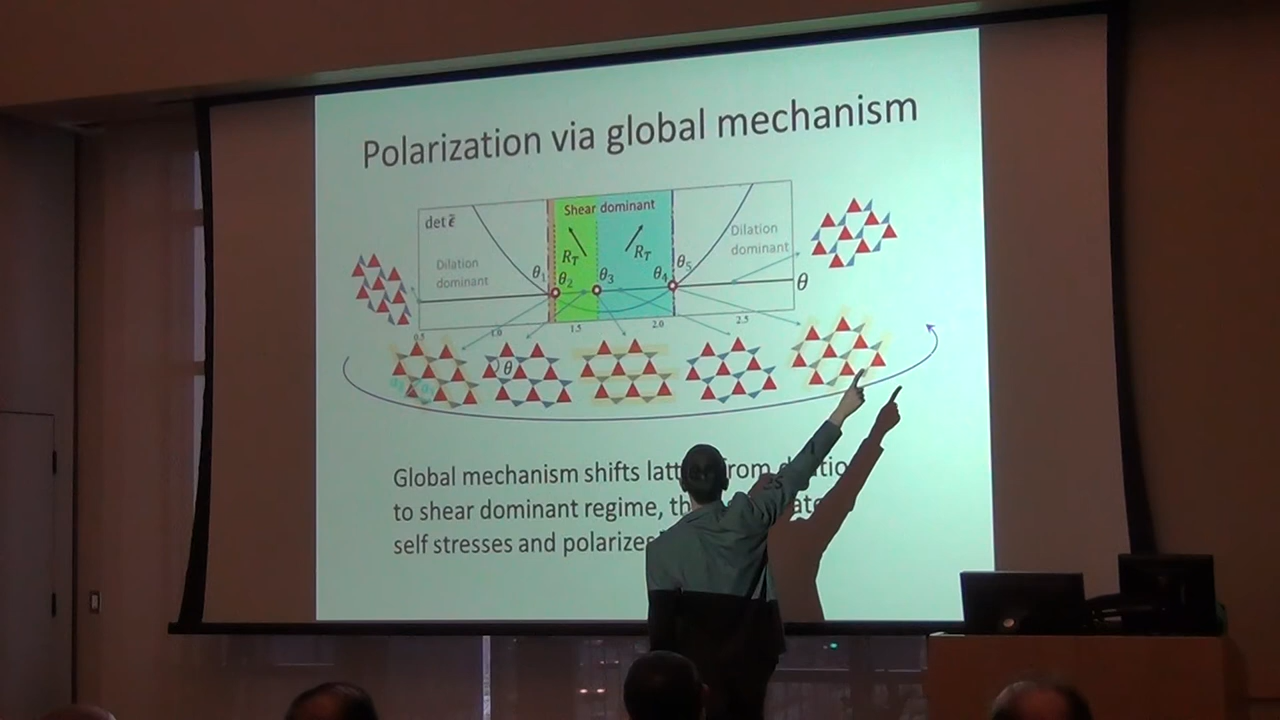 Polarization via global mechanism
det ε̃
Shear dominant
Dilation
dominant
R_T
R_T
Dilation
dominant
θ₁
θ₂
θ₃
θ₄
θ₅
θ
0.5
1.0
1.5
2.0
2.5
θ
Global mechanism shifts from
to shear dominant regime,
self stresses and polarizes